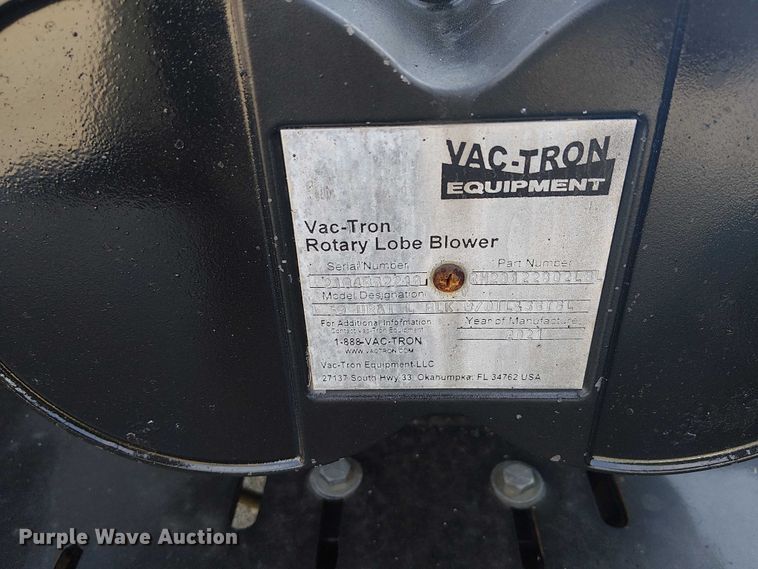 VAC-TRON
EQUIPMENT
Vac-Tron
Rotary Lobe Blower
Serial Number Part Number
Model Designation
For Additional Information Year of Manufacture
Contact Vac-Tron Equipment
1-888-VAC-TRON
WWW.VACTRON.COM
Vac-Tron Equipment LLC
27137 South Hwy 33, Okahumpka, FL 34762 USA
Purple Wave Auction